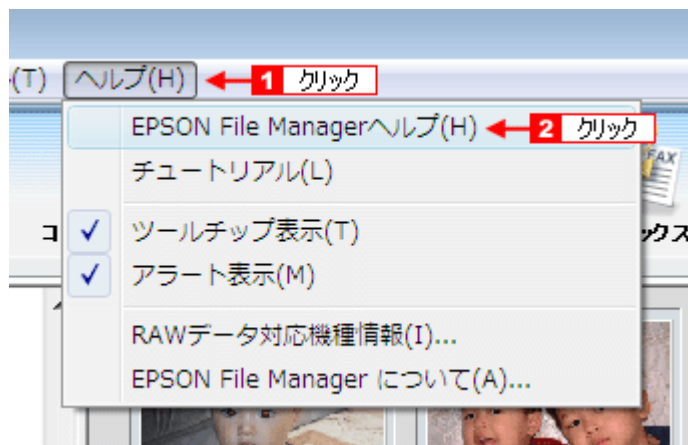 (T) ヘルプ(H) 1 クリック
EPSON File Managerヘルプ(H) 2 クリック
チュートリアル(L)
FAX
ツールチップ表示(T)
コ
ックス
アラート表示(M)
RAWデータ対応機種情報(I)...
EPSON File Manager について(A)...